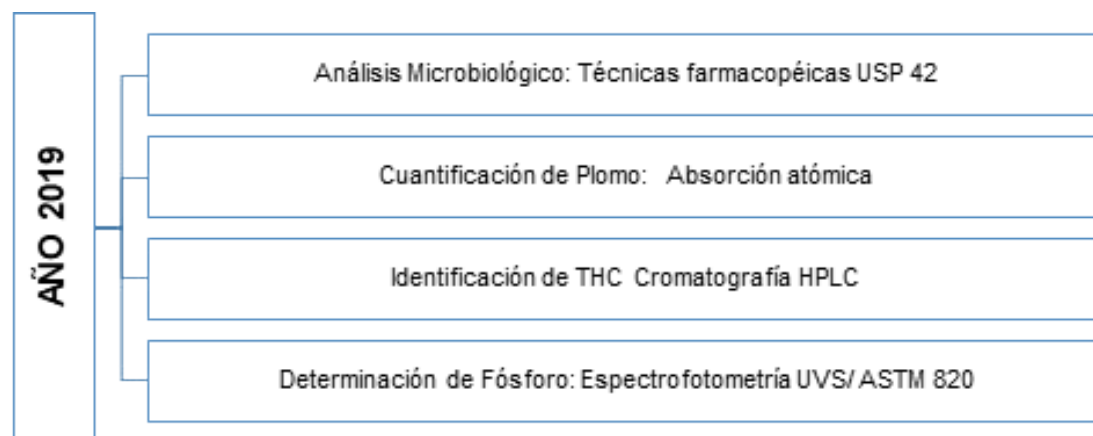 AÑO 2019
Análisis Microbiológico: Técnicas farmacopéicas USP 42
Cuantificación de Plomo: Absorción atómica
Identificación de THC Cromatografía HPLC
Determinación de Fósforo: Espectrofotometría UVS/ ASTM 820